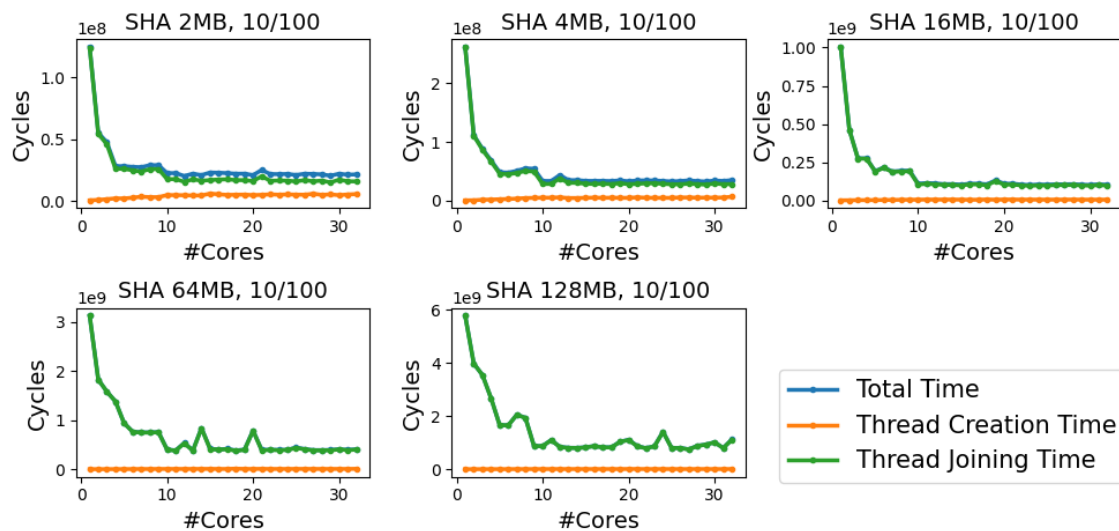 SHA 2MB, 10/100
1e8
Cycles
1.0
0.5
0.0
0 10 20 30
#Cores
SHA 4MB, 10/100
1e8
Cycles
2
1
0
0 10 20 30
#Cores
SHA 16MB, 10/100
1e9
Cycles
1.00
0.75
0.50
0.25
0.00
0 10 20 30
#Cores
SHA 64MB, 10/100
1e9
Cycles
3
2
1
0
0 10 20 30
#Cores
SHA 128MB, 10/100
1e9
Cycles
6
4
2
0
0 10 20 30
#Cores
Total Time
Thread Creation Time
Thread Joining Time